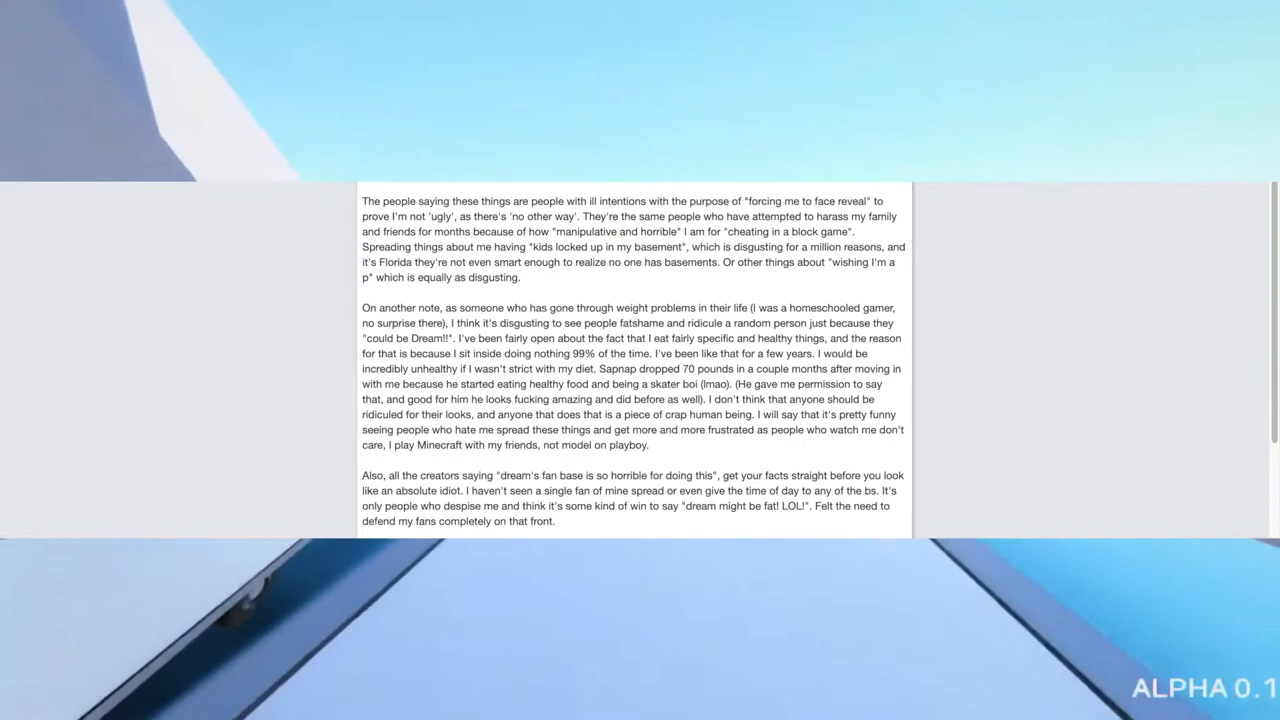 The people saying these things are people with ill intentions with the purpose of "forcing me to face reveal" to
prove I'm not 'ugly', as there's 'no other way'. They're the same people who have attempted to harass my family
and friends for months because of how "manipulative and horrible" I am for "cheating in a block game".
Spreading things about me having "kids locked up in my basement", which is disgusting for a million reasons, and
it's Florida they're not even smart enough to realize no one has basements. Or other things about "wishing I'm a
p" which is equally as disgusting.
On another note, as someone who has gone through weight problems in their life (I was a homeschooled gamer,
no surprise there), I think it's disgusting to see people fatshame and ridicule a random person just because they
"could be Dream!!". I've been fairly open about the fact that I eat fairly specific and healthy things, and the reason
for that is because I sit inside doing nothing 99% of the time. I've been like that for a few years. I would be
incredibly unhealthy if I wasn't strict with my diet. Sapnap dropped 70 pounds in a couple months after moving in
with me because he started eating healthy food and being a skater boi (lmao). (He gave me permission to say
that, and good for him he looks fucking amazing and did before as well). I don't think that anyone should be
ridiculed for their looks, and anyone that does that is a piece of crap human being. I will say that it's pretty funny
seeing people who hate me spread these things and get more and more frustrated as people who watch me don't
care, I play Minecraft with my friends, not model on playboy.
Also, all the creators saying "dream's fan base is so horrible for doing this", get your facts straight before you look
like an absolute idiot. I haven't seen a single fan of mine spread or even give the time of day to any of the bs. It's
only people who despise me and think it's some kind of win to say "dream might be fat! LOL!". Felt the need to
defend my fans completely on that front.
ALPHA 0.1